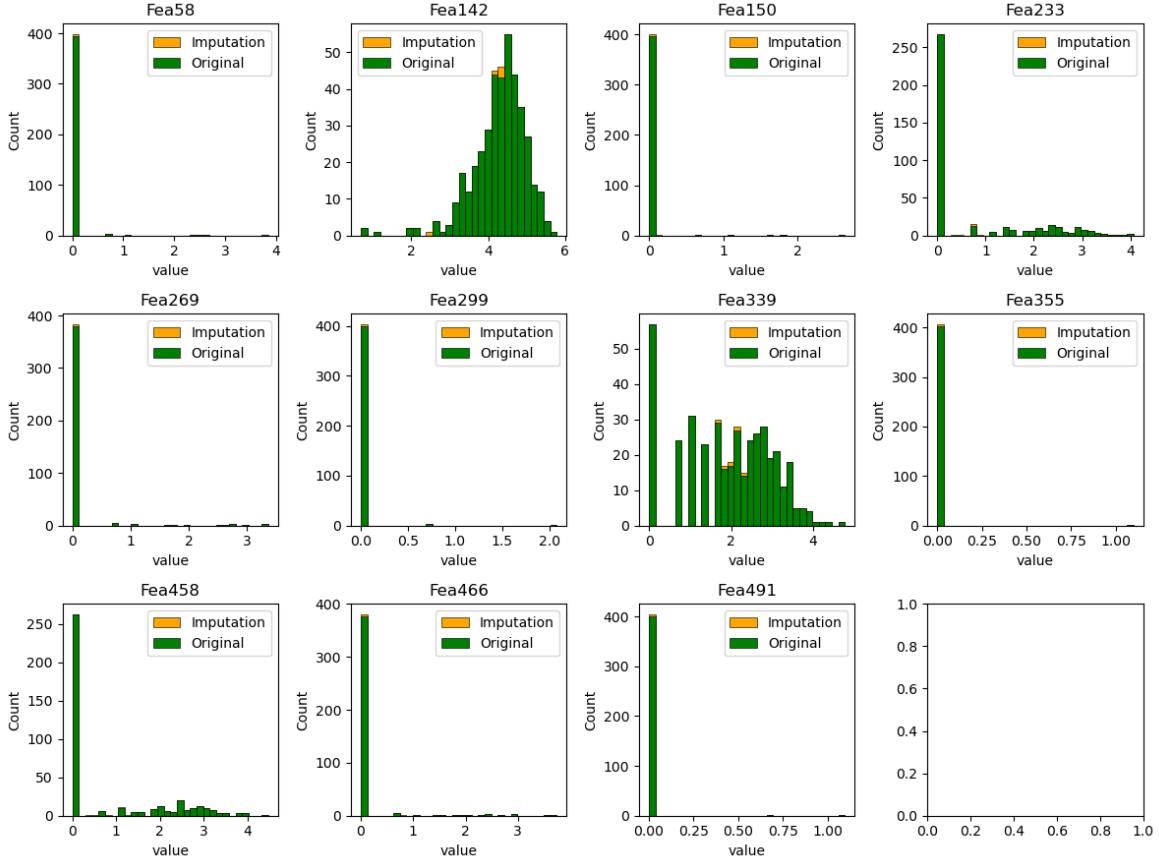 Fea58
Fea142
Fea150
Fea233
Count
400
300
200
100
0
Imputation
Original
0
1
2
3
4
value
Count
50
40
30
20
10
0
Imputation
Original
2
4
6
value
Count
400
300
200
100
0
Imputation
Original
0
1
2
value
Count
250
200
150
100
50
0
Imputation
Original
0
1
2
3
4
value
Fea269
Fea299
Fea339
Fea355
Count
400
300
200
100
0
Imputation
Original
0
1
2
3
value
Count
400
300
200
100
0
Imputation
Original
0.0
0.5
1.0
1.5
2.0
value
Count
50
40
30
20
10
0
Imputation
Original
0
2
4
value
Count
400
300
200
100
0
Imputation
Original
0.00
0.25
0.50
0.75
1.00
value
Fea458
Fea466
Fea491
Count
250
200
150
100
50
0
Imputation
Original
0
1
2
3
4
value
Count
400
300
200
100
0
Imputation
Original
0
1
2
3
value
Count
400
300
200
100
0
Imputation
Original
0.00
0.25
0.50
0.75
1.00
value
1.0
0.8
0.6
0.4
0.2
0.0
0.0
0.2
0.4
0.6
0.8
1.0